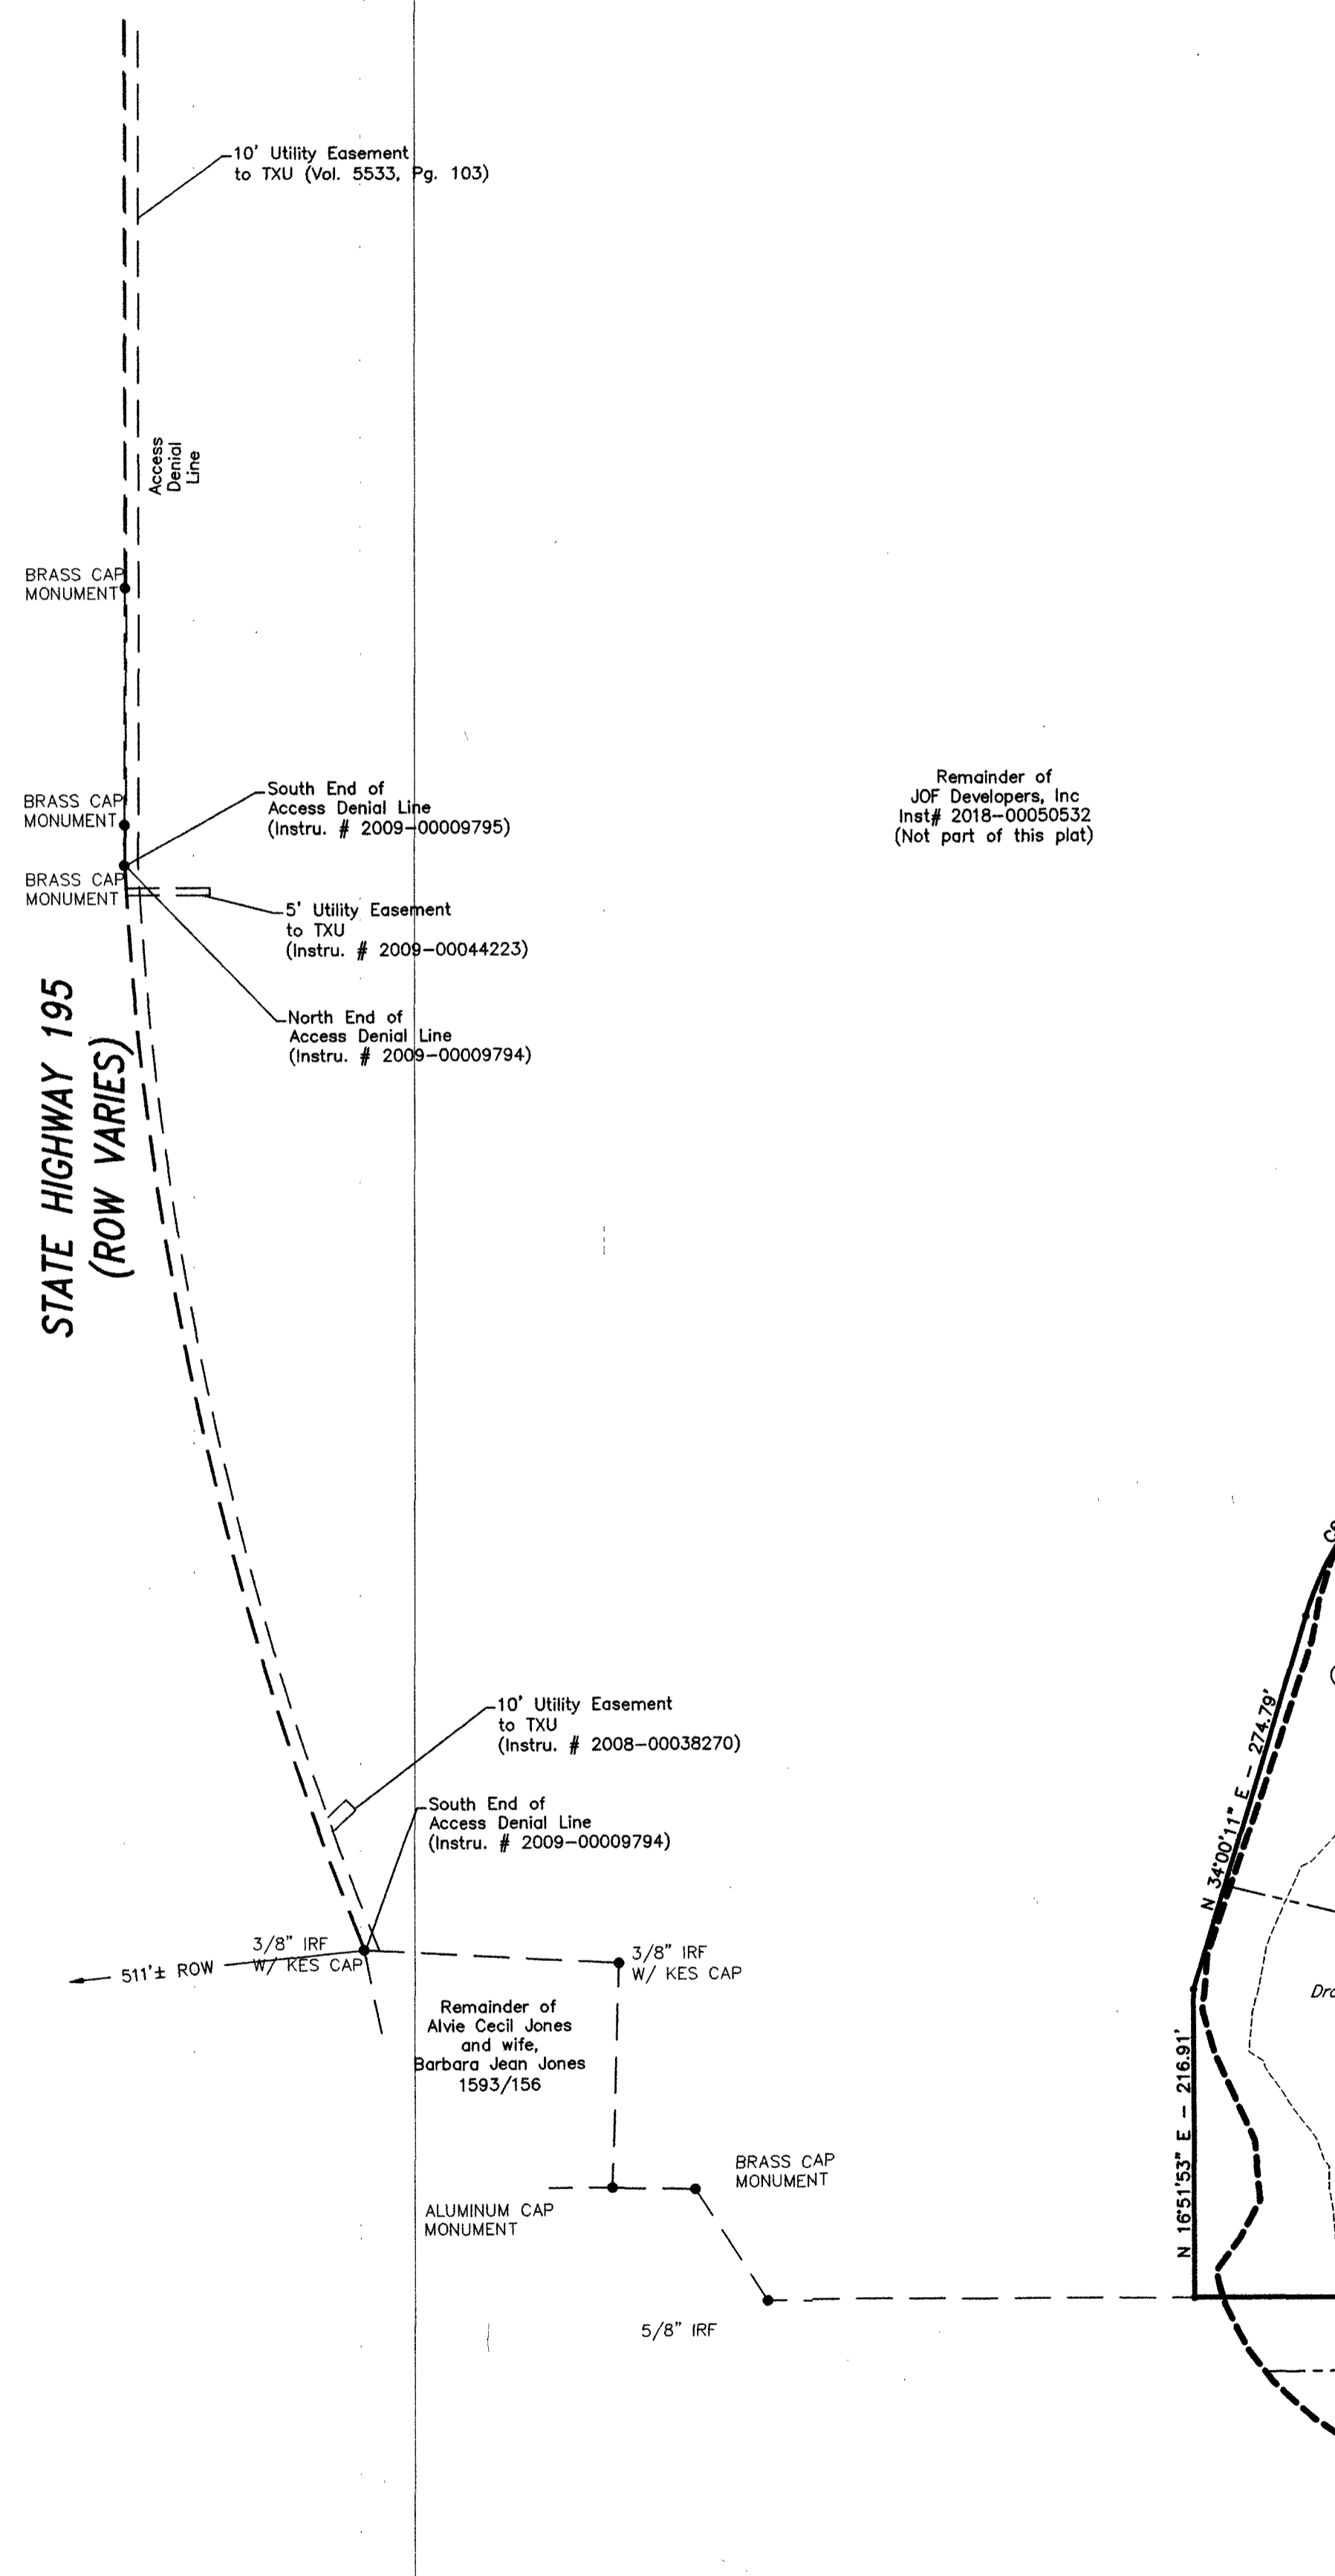 10' Utility Easement
to TXU (Vol. 5533, Pg. 103)
Access
Denial
Line
BRASS CAP
MONUMENT
BRASS CAP
MONUMENT
South End of
Access Denial Line
(Instru. # 2009-00009795)
Remainder of
JOF Developers, Inc
Inst# 2018-00050532
(Not part of this plat)
BRASS CAP
MONUMENT
5' Utility Easement
to TXU
(Instru. # 2009-00044223)
North End of
Access Denial Line
(Instru. # 2009-00009794)
STATE HIGHWAY 195
(ROW VARIES)
10' Utility Easement
to TXU
(Instru. # 2008-00038270)
South End of
Access Denial Line
(Instru. # 2009-00009794)
N 34°00'11" E - 274.79'
3/8" IRF
W/ KES CAP
511'± ROW
3/8" IRF
W/ KES CAP
Remainder of
Alvie Cecil Jones
and wife,
Barbara Jean Jones
1593/156
N 16°51'53" E - 216.91'
BRASS CAP
MONUMENT
ALUMINUM CAP
MONUMENT
5/8" IRF